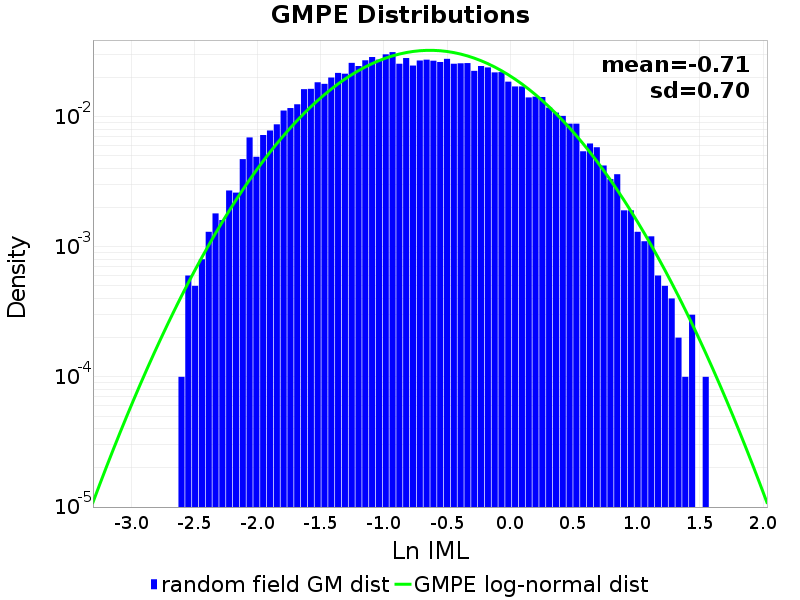 GMPE Distributions
mean=-0.71
sd=0.70
10-2
10-3
10-4
10-5
Density
-3.0 -2.5 -2.0 -1.5 -1.0 -0.5 0.0 0.5 1.0 1.5 2.0
Ln IML
random field GM dist GMPE log-normal dist